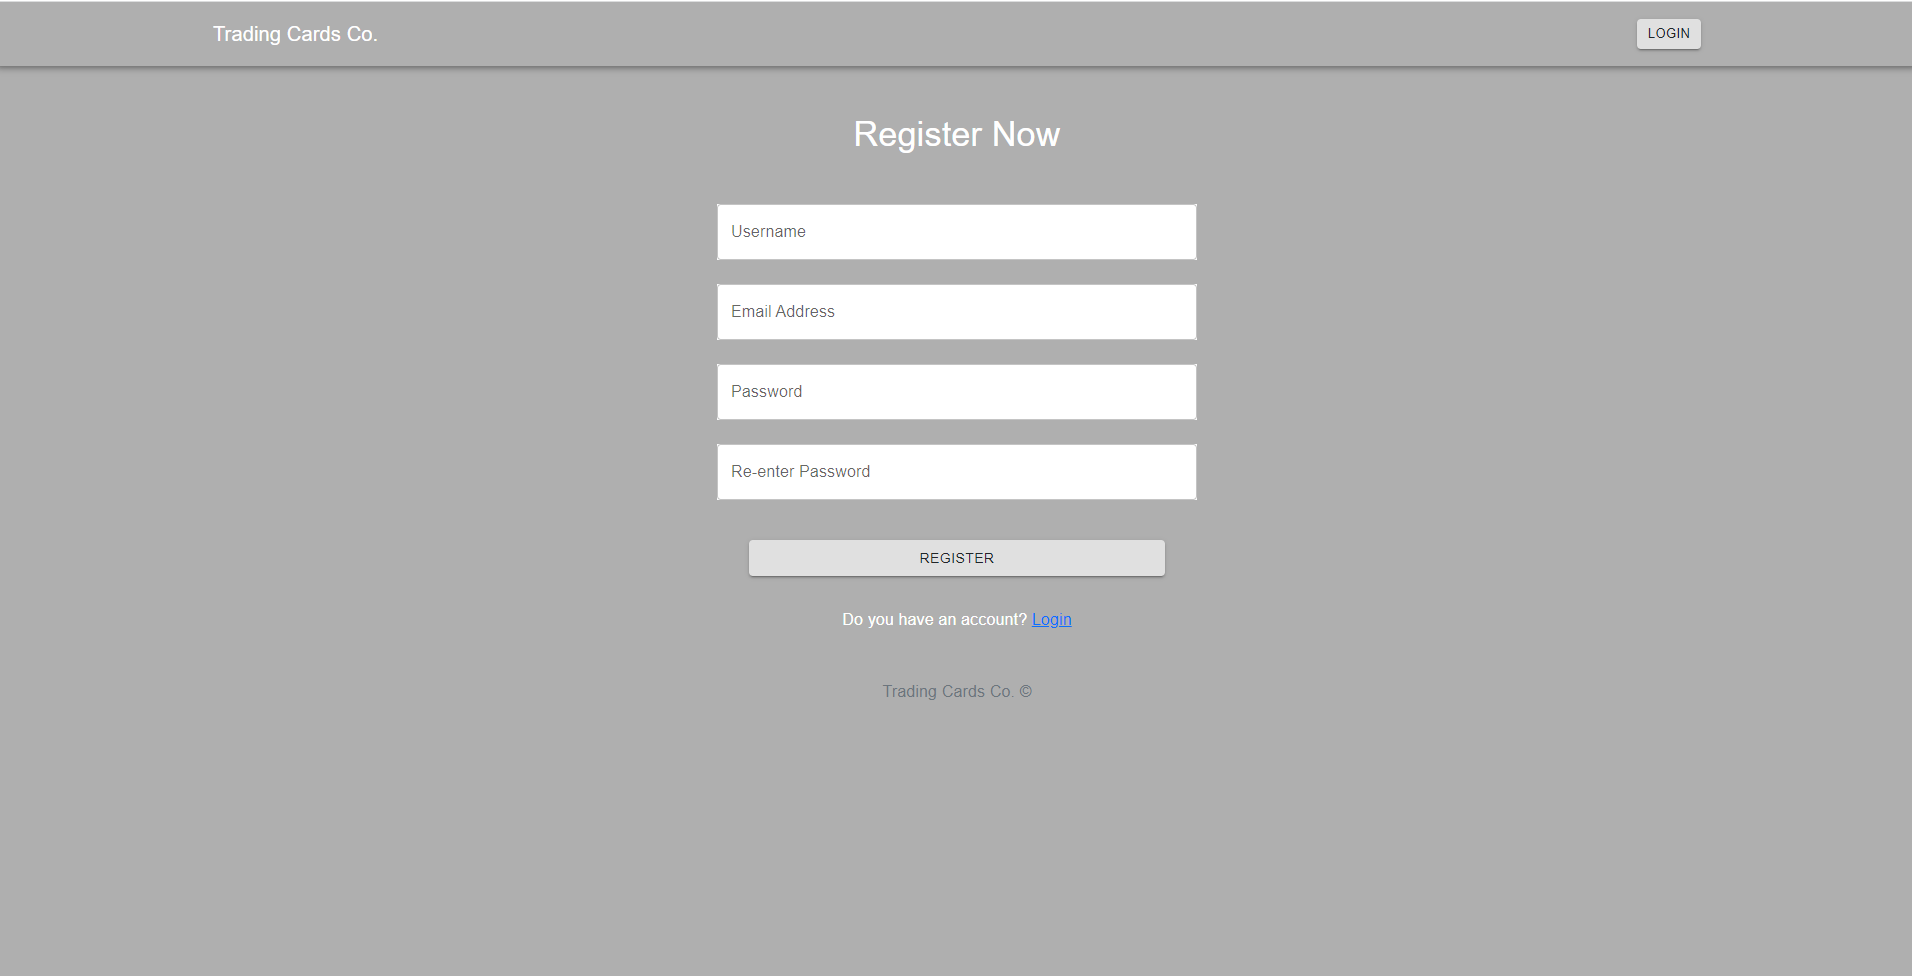 Trading Cards Co.
LOGIN
Register Now
Username
Email Address
Password
Re-enter Password
REGISTER
Do you have an account? Login
Trading Cards Co. ©